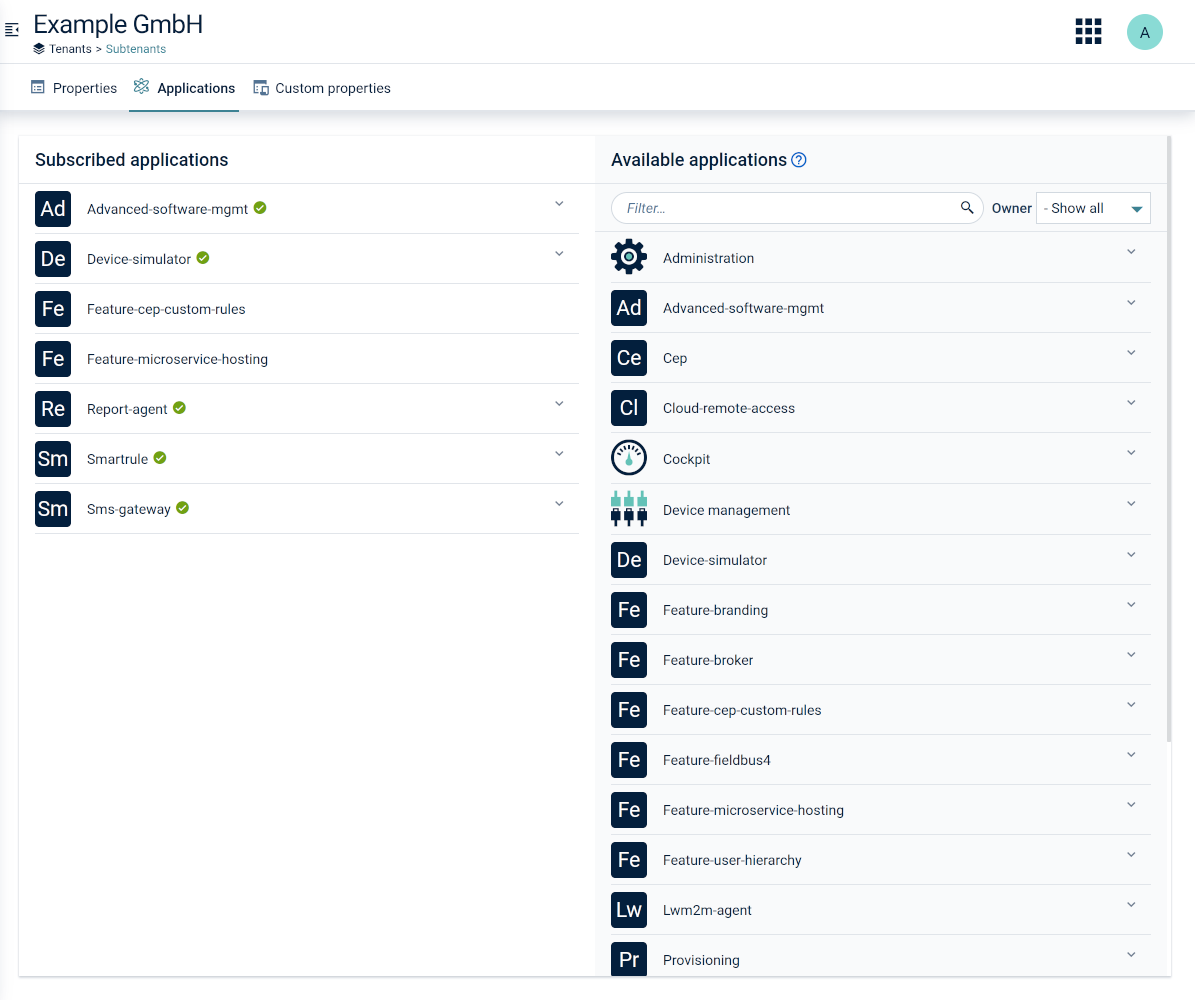 Example GmbH
Tenants > Subtenants
A
Properties Applications Custom properties
Subscribed applications
Ad Advanced-software-mgmt
De Device-simulator
Fe Feature-cep-custom-rules
Fe Feature-microservice-hosting
Re Report-agent
Sm Smartrule
Sm Sms-gateway
Available applications ?
Filter... Owner - Show all
Administration
Ad Advanced-software-mgmt
Ce Cep
Cl Cloud-remote-access
Cockpit
Device management
De Device-simulator
Fe Feature-branding
Fe Feature-broker
Fe Feature-cep-custom-rules
Fe Feature-fieldbus4
Fe Feature-microservice-hosting
Fe Feature-user-hierarchy
Lw Lwm2m-agent
Pr Provisioning